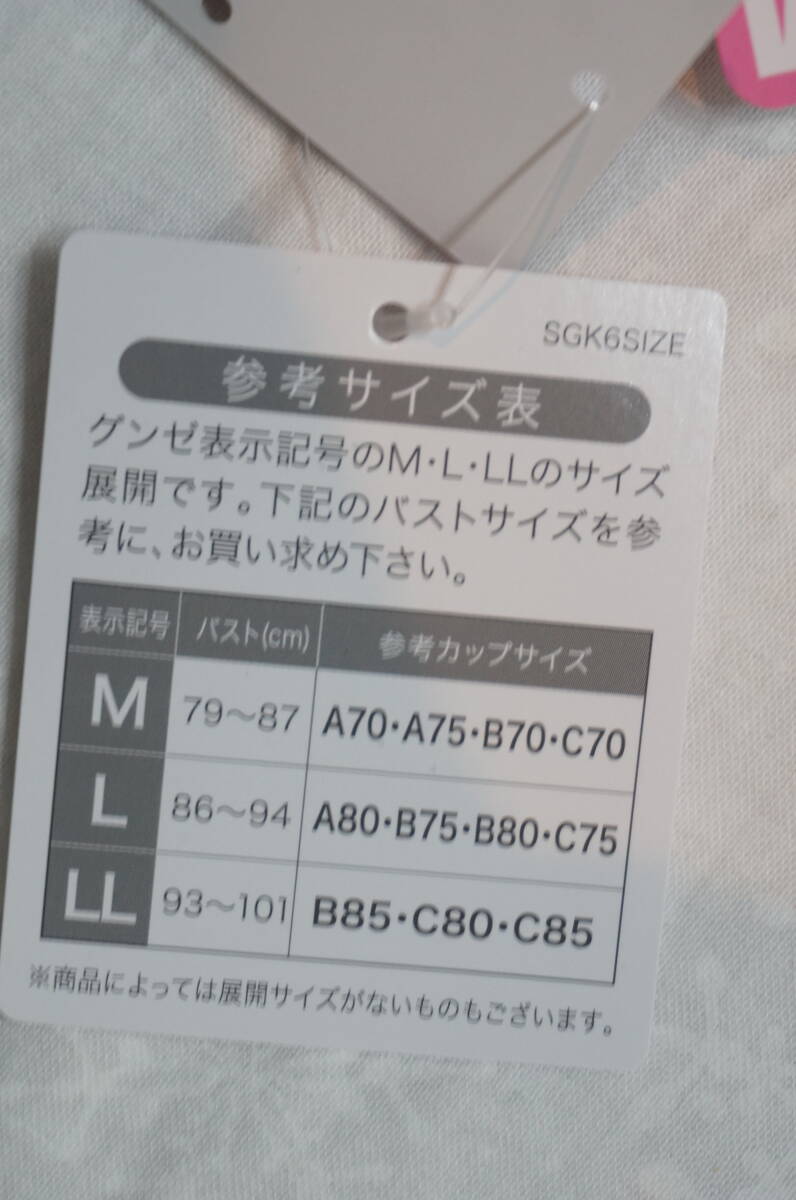 SGK6SIZE
参考サイズ表
グンゼ表示記号のM・L・LLのサイズ
展開です。下記のバストサイズを参
考に、お買い求め下さい。
表示記号 バスト(cm) 参考カップサイズ
M 79〜87 A70・A75・B70・C70
L 86〜94 A80・B75・B80・C75
LL 93〜101 B85・C80・C85
※商品によっては展開サイズがないものもございます。